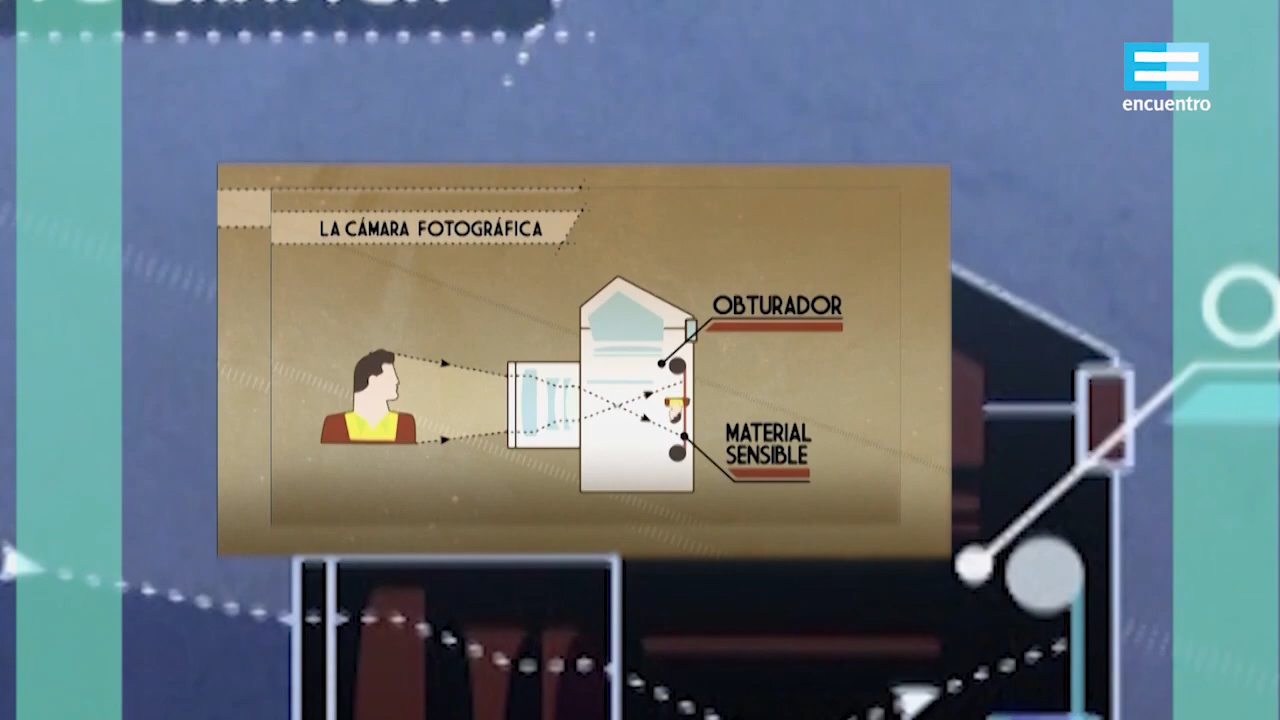 encuentro
LA CÁMARA FOTOGRÁFICA
OBTURADOR
MATERIAL
SENSIBLE